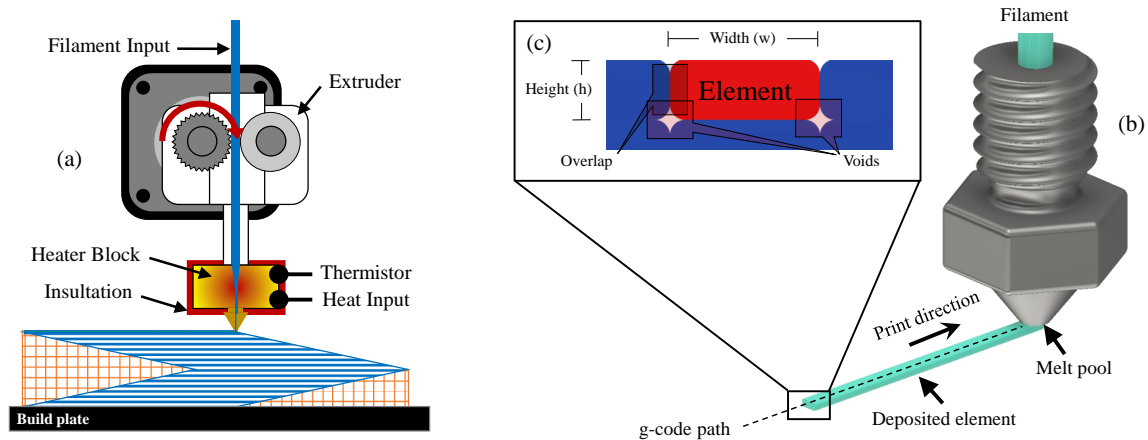 Filament Input
Extruder
(a)
Heater Block
Insultation
Thermistor
Heat Input
Build plate
(c)
Width (w)
Height (h)
Element
Overlap
Voids
Filament
(b)
Print direction
Melt pool
Deposited element
g-code path